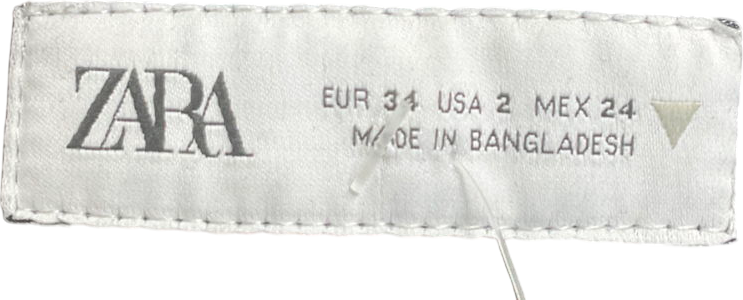 ZARA
EUR 34 USA 2 MEX 24
MADE IN BANGLADESH